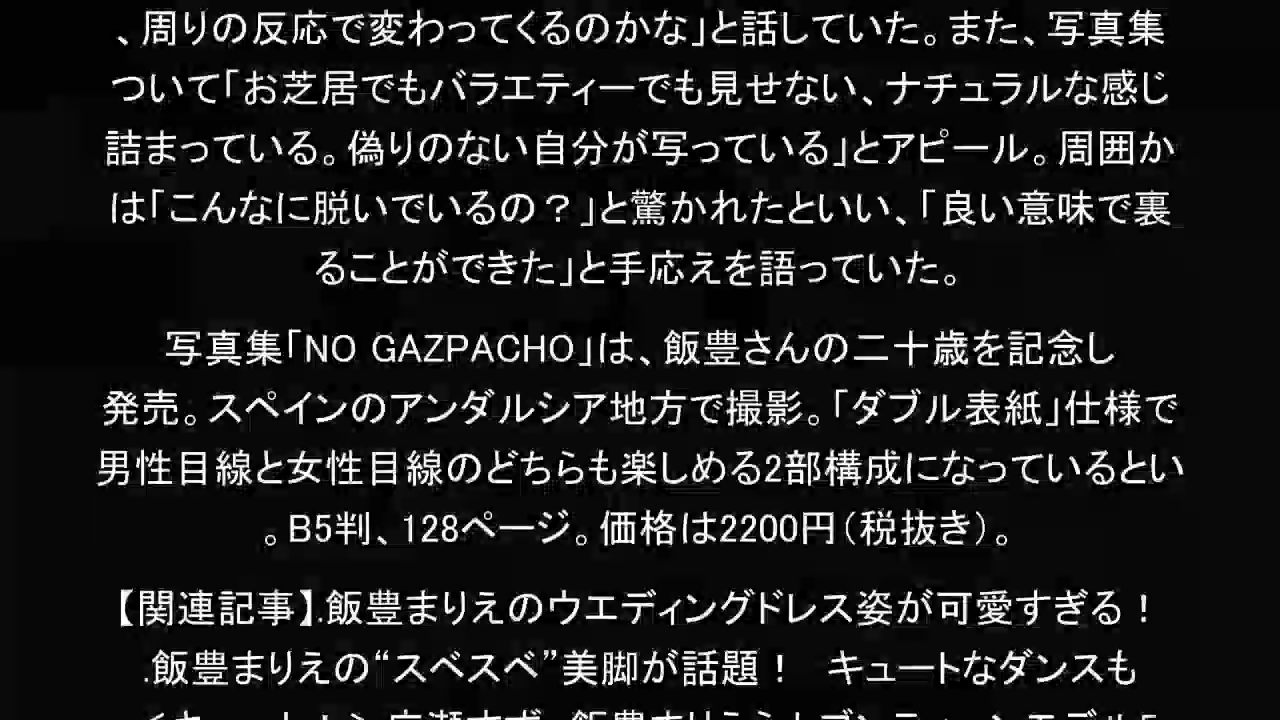 、周りの反応で変わってくるのかな」と話していた。また、写真集
ついて「お芝居でもバラエティーでも見せない、ナチュラルな感じ
詰まっている。偽りのない自分が写っている」とアピール。周囲か
は「こんなに脱いでいるの？」と驚かれたといい、「良い意味で裏
ることができた」と手応えを語っていた。
写真集「NO GAZPACHO」は、飯豊さんの二十歳を記念し
発売。スペインのアンダルシア地方で撮影。「ダブル表紙」仕様で
男性目線と女性目線のどちらも楽しめる2部構成になっているとい
。B5判、128ページ。価格は2200円（税抜き）。
【関連記事】.飯豊まりえのウエディングドレス姿が可愛すぎる！
.飯豊まりえの“スベスベ”美脚が話題！　キュートなダンスも